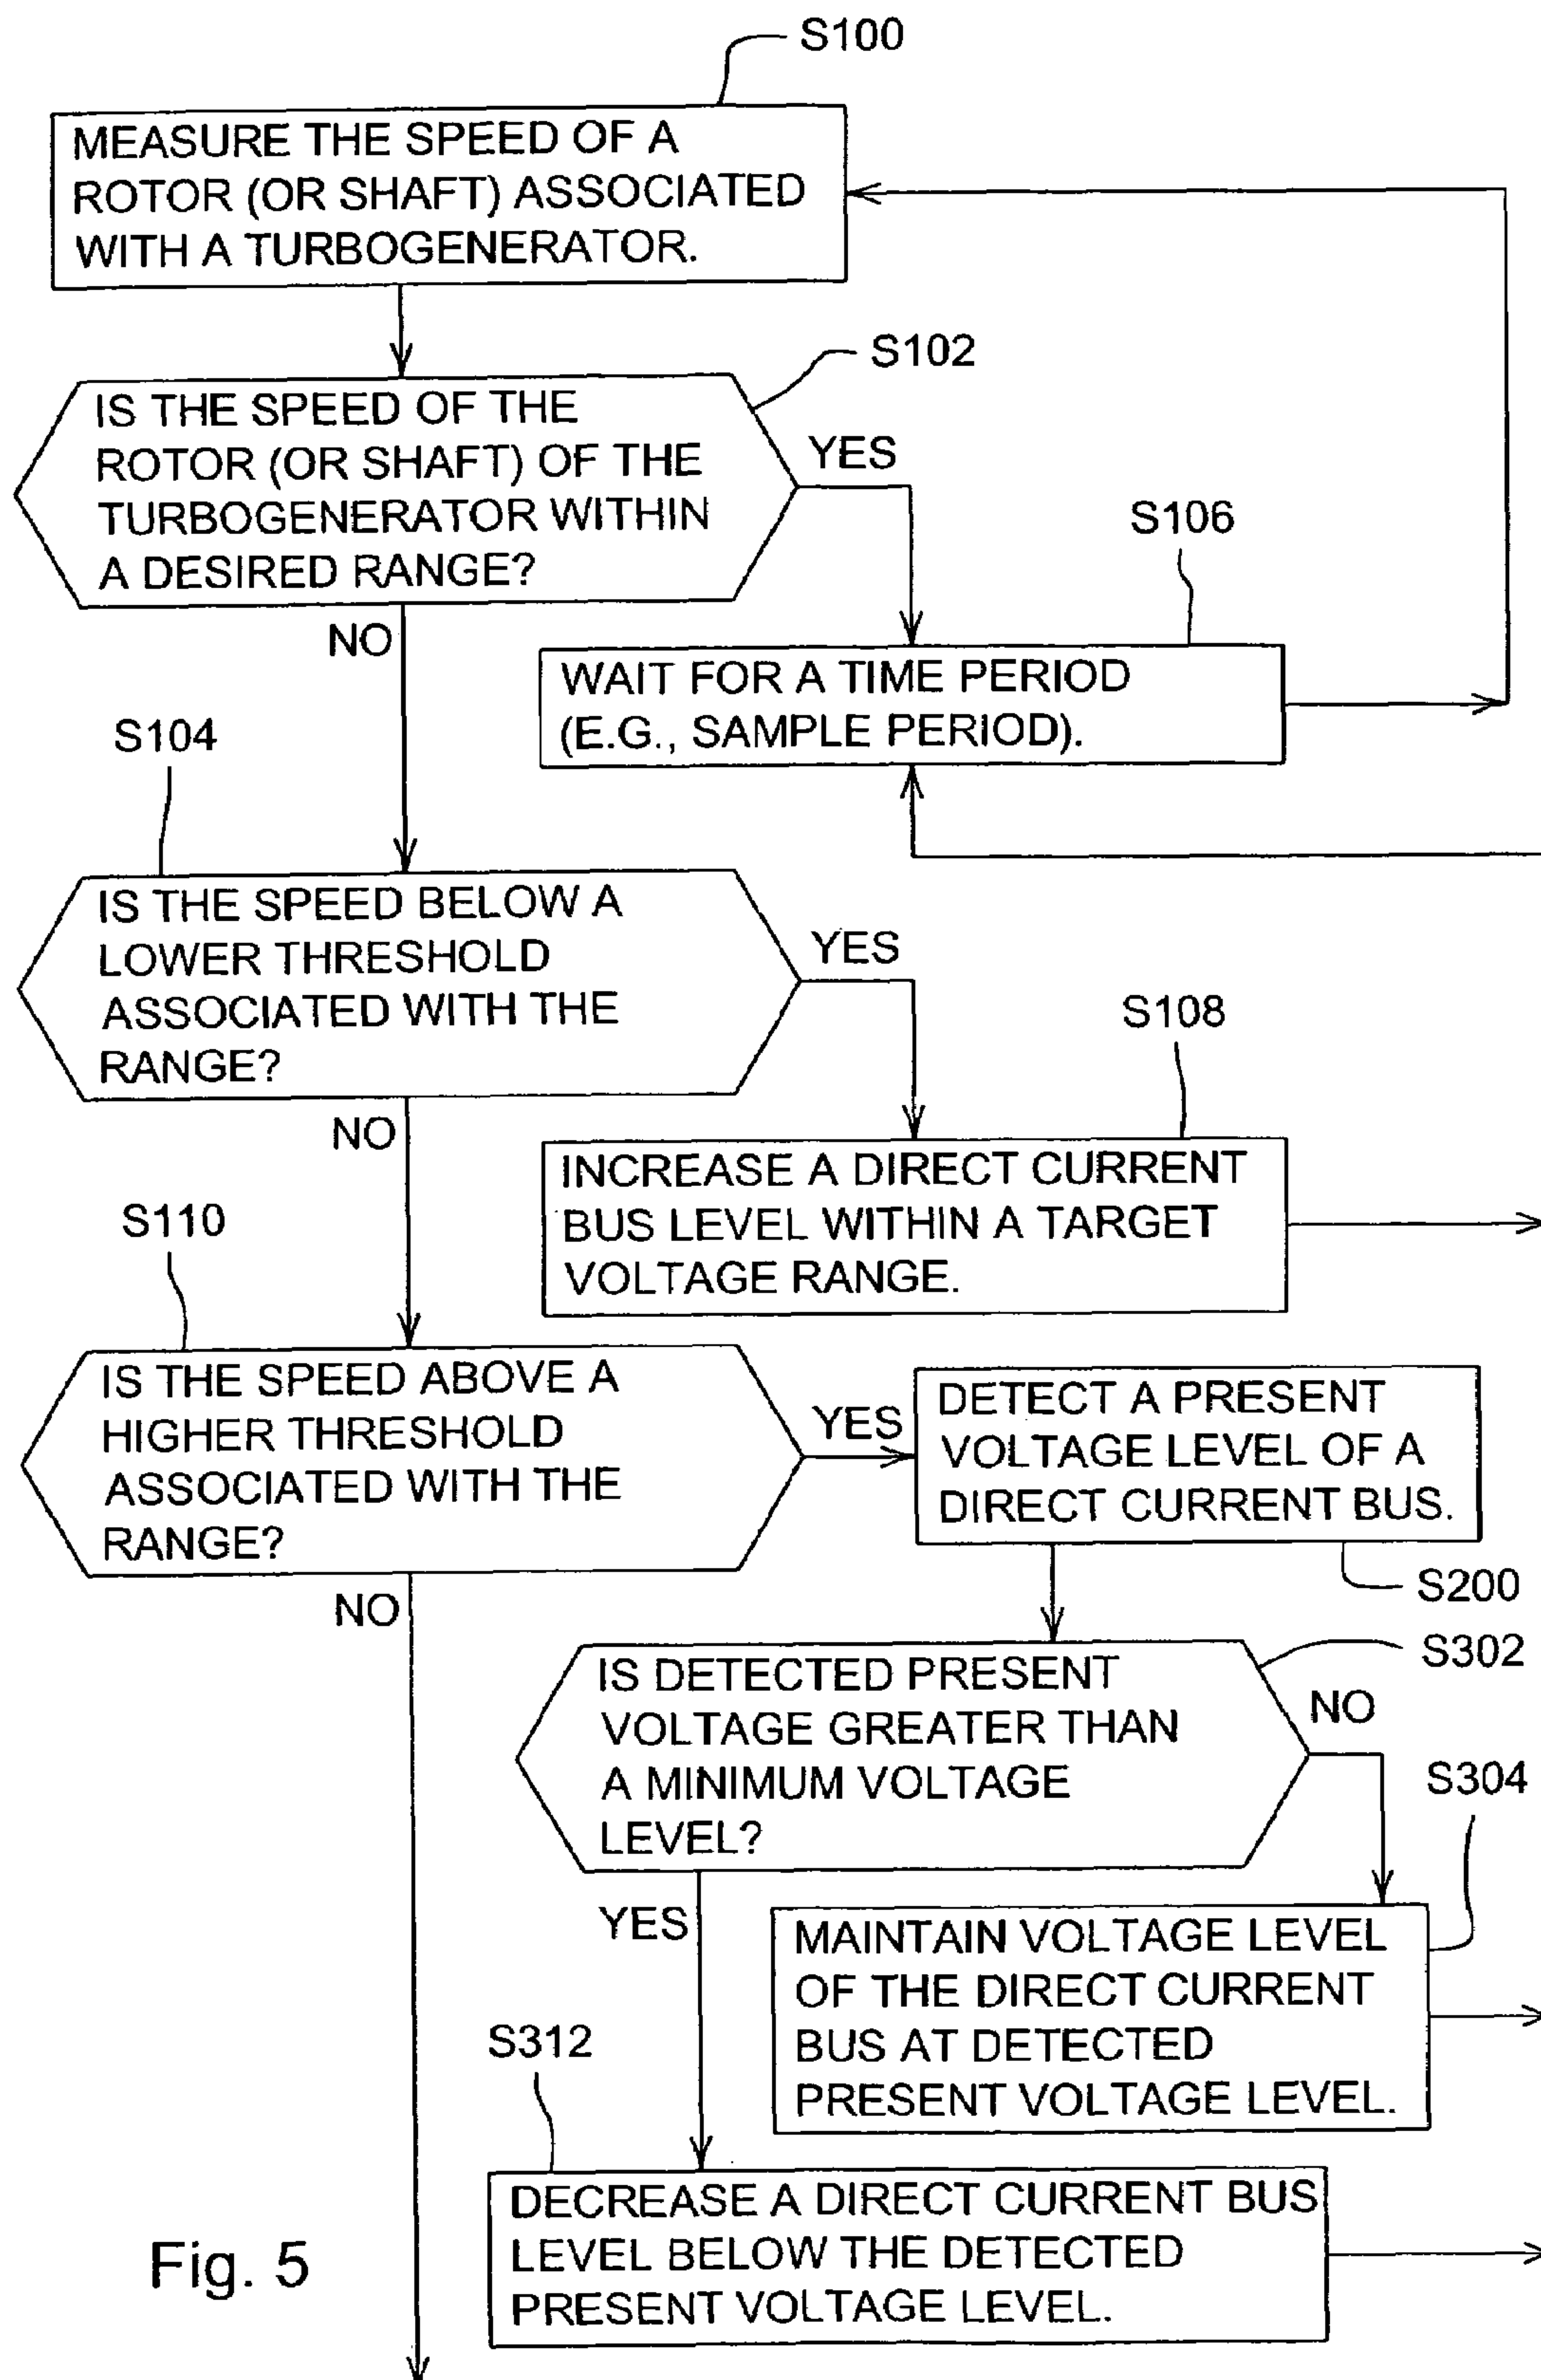 S100
MEASURE THE SPEED OF A
ROTOR (OR SHAFT) ASSOCIATED
WITH A TURBOGENERATOR.
S102
IS THE SPEED OF THE
ROTOR (OR SHAFT) OF THE
TURBOGENERATOR WITHIN
A DESIRED RANGE?
YES
NO
S106
WAIT FOR A TIME PERIOD
(E.G., SAMPLE PERIOD).
S104
IS THE SPEED BELOW A
LOWER THRESHOLD
ASSOCIATED WITH THE
RANGE?
YES
NO
S108
INCREASE A DIRECT CURRENT
BUS LEVEL WITHIN A TARGET
VOLTAGE RANGE.
S110
IS THE SPEED ABOVE A
HIGHER THRESHOLD
ASSOCIATED WITH THE
RANGE?
YES
NO
DETECT A PRESENT
VOLTAGE LEVEL OF A
DIRECT CURRENT BUS.
S200
S302
IS DETECTED PRESENT
VOLTAGE GREATER THAN
A MINIMUM VOLTAGE
LEVEL?
NO
YES
S304
MAINTAIN VOLTAGE LEVEL
OF THE DIRECT CURRENT
BUS AT DETECTED
PRESENT VOLTAGE LEVEL.
S312
DECREASE A DIRECT CURRENT BUS
LEVEL BELOW THE DETECTED
PRESENT VOLTAGE LEVEL.
Fig. 5